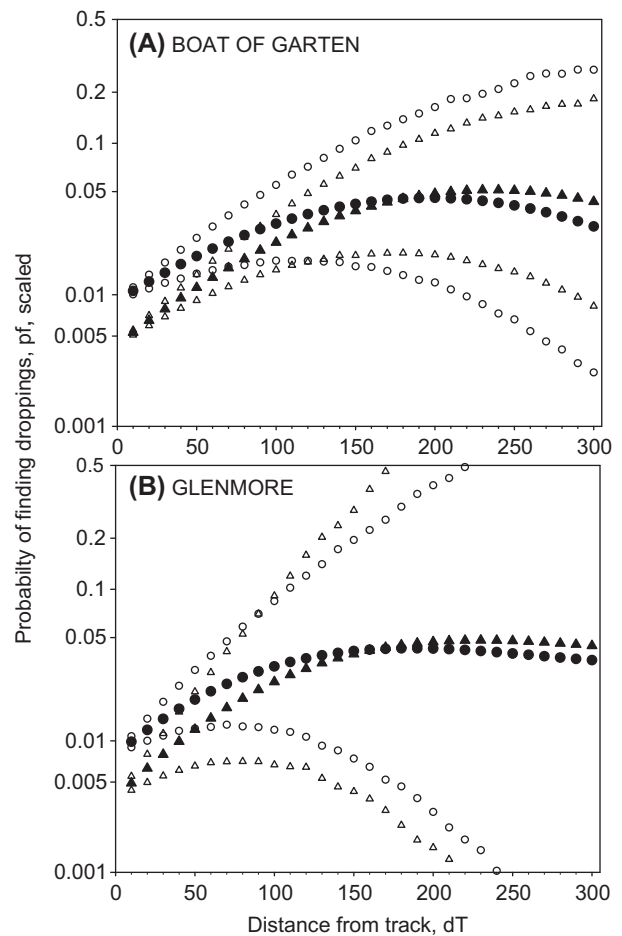 (A) BOAT OF GARTEN
0.5
0.2
0.1
0.05
0.01
0.005
0.001
0 50 100 150 200 250 300
(B) GLENMORE
0.5
0.2
0.1
0.05
0.01
0.005
0.001
0 50 100 150 200 250 300
Probabilty of finding droppings, pf, scaled
Distance from track, dT